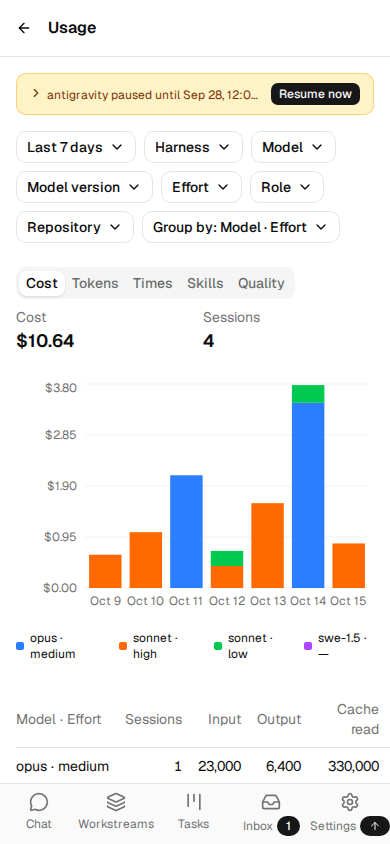 Usage
antigravity paused until Sep 28, 12:0...
Resume now
Last 7 days
Harness
Model
Model version
Effort
Role
Repository
Group by: Model · Effort
Cost
Tokens
Times
Skills
Quality
Cost
Sessions
$10.64
4
$3.80
$2.85
$1.90
$0.95
$0.00
Oct 9
Oct 10
Oct 11
Oct 12
Oct 13
Oct 14
Oct 15
opus ·
medium
sonnet ·
high
sonnet ·
low
swe-1.5 ·
—
Model · Effort
Sessions
Input
Output
Cache
read
opus · medium
1
23,000
6,400
330,000
Chat
Workstreams
Tasks
Inbox
1
Settings